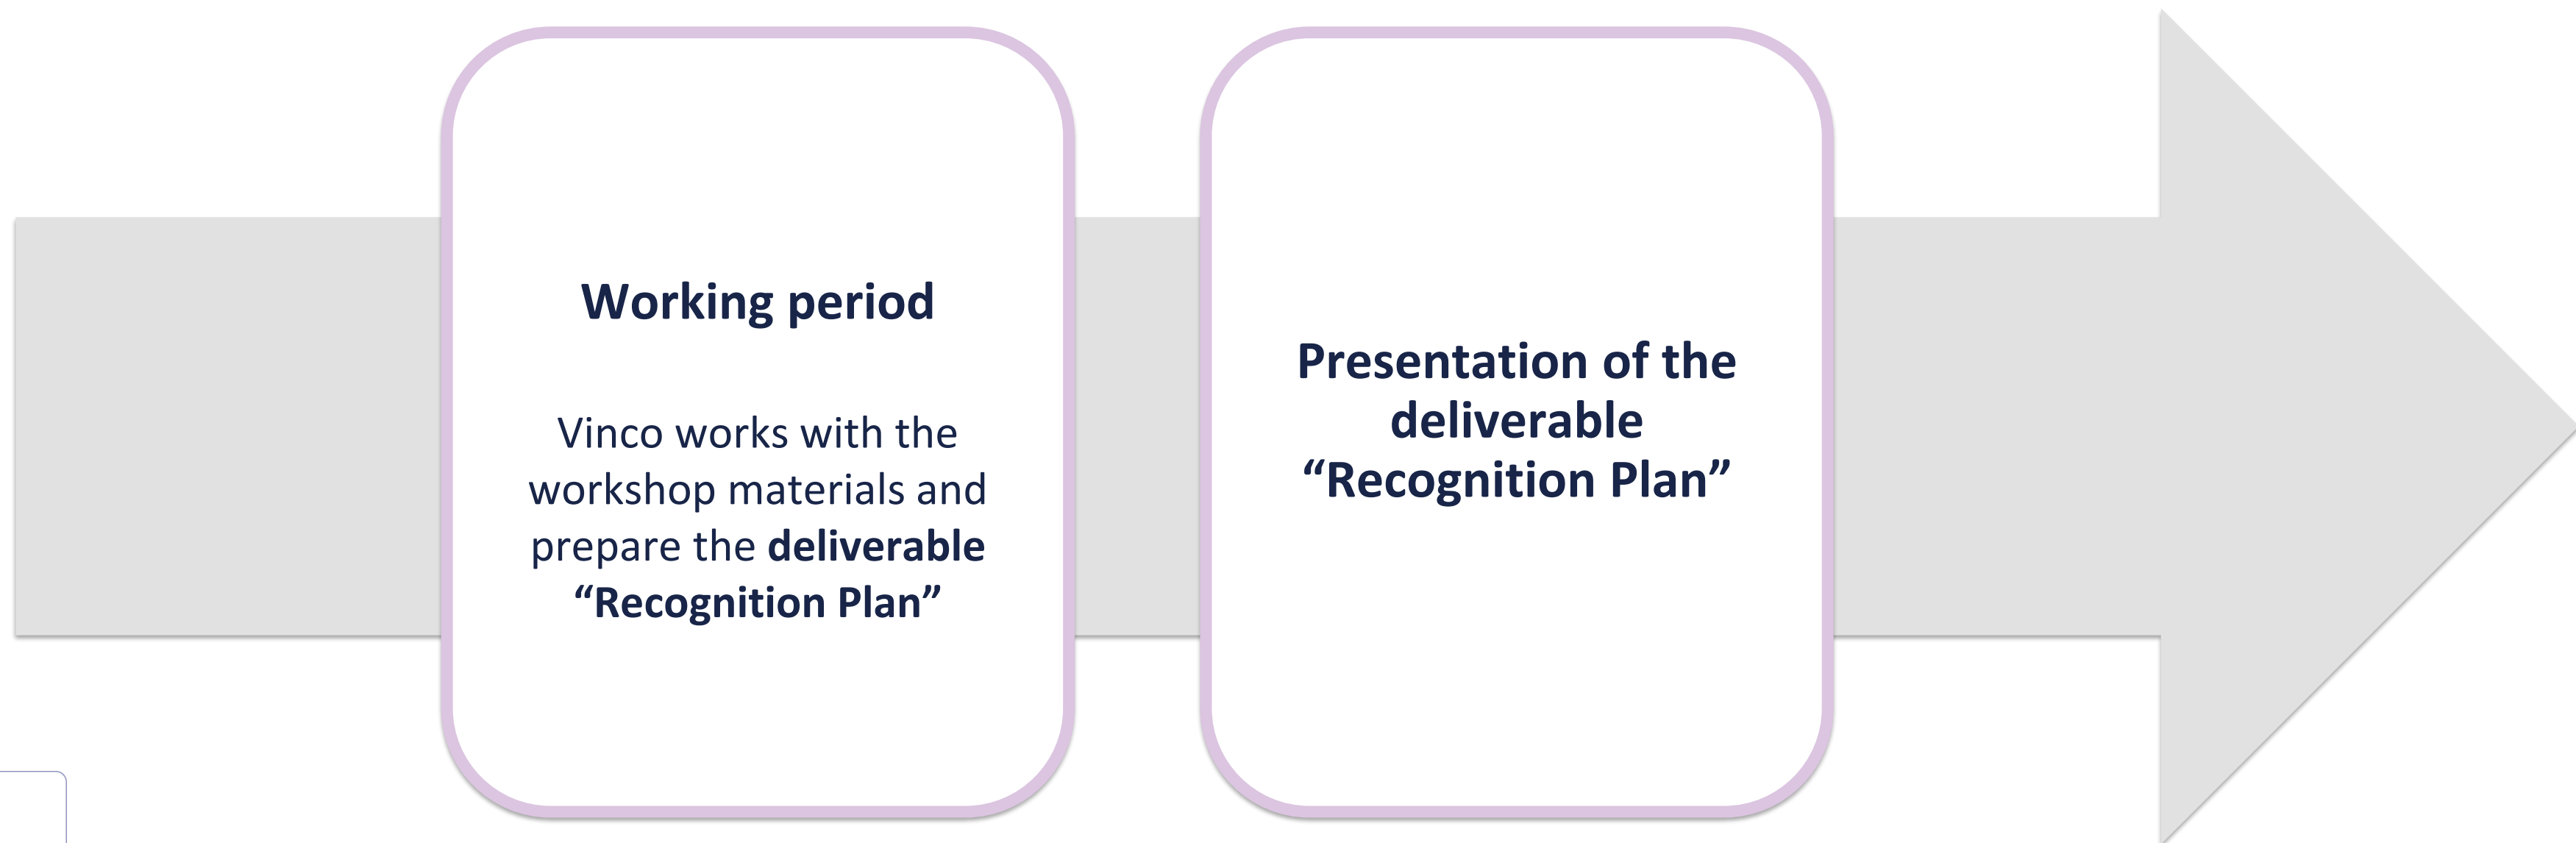 Working period
Vinco works with the
workshop materials and
prepare the deliverable
“Recognition Plan”
Presentation of the
deliverable
“Recognition Plan”